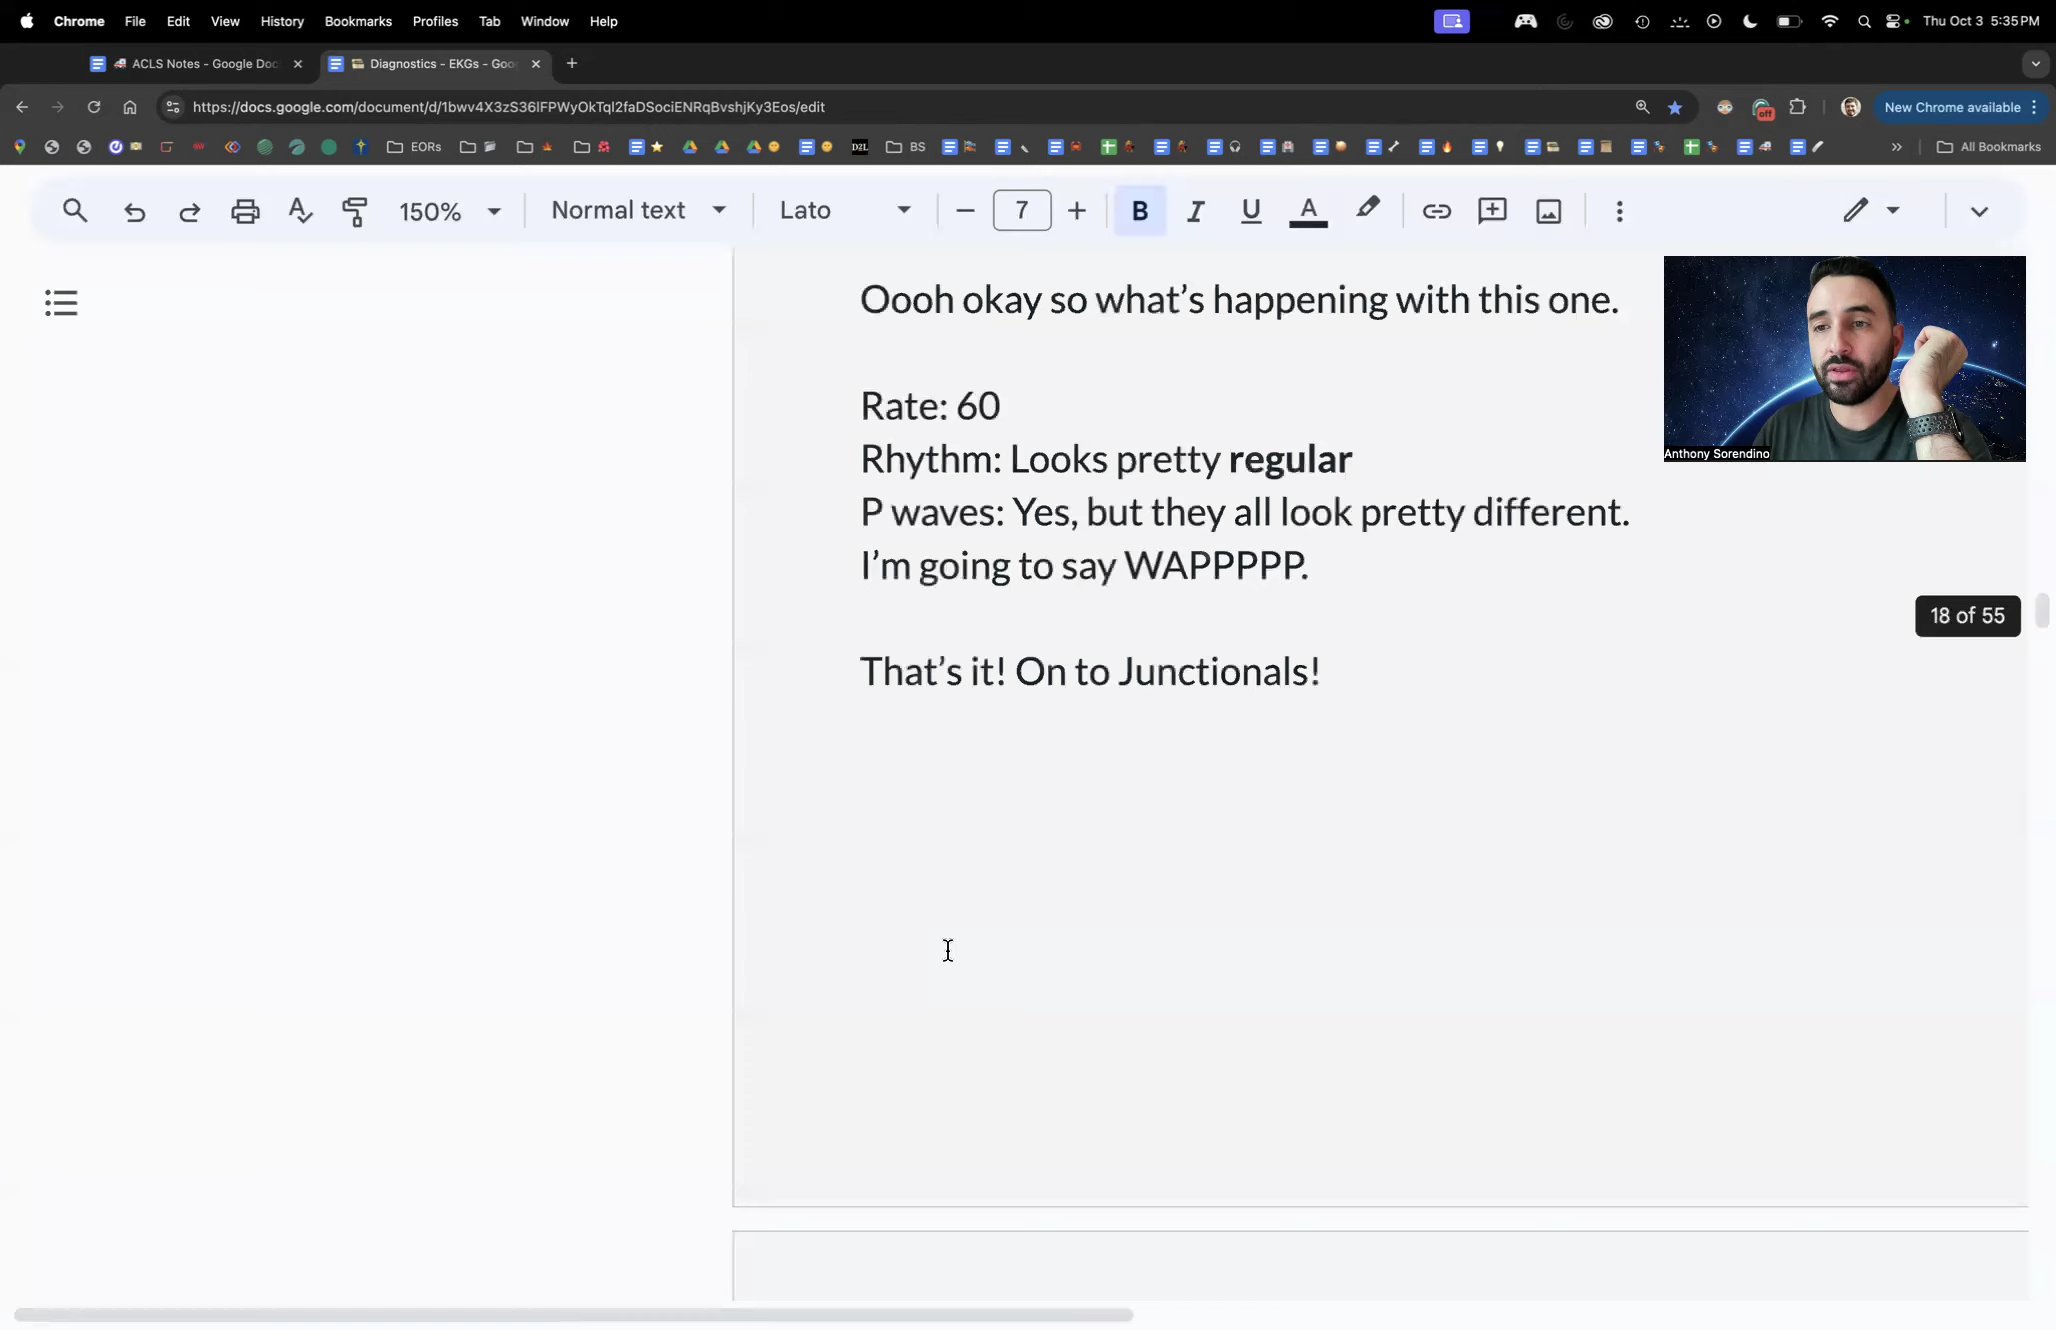 Chrome File Edit View History Bookmarks Profiles Tab Window Help Thu Oct 3 5:35 PM
ACLS Notes - Google Doc Diagnostics - EKGs - Goo
https://docs.google.com/document/d/1bwv4X3zS36lFPWyOkTql2faDSociENRqBvshjKy3Eos/edit off New Chrome available
EORs D2L BS All Bookmarks
150% Normal text Lato 7 B I U A
Oooh okay so what’s happening with this one.
Rate: 60
Rhythm: Looks pretty regular
Anthony Sorendino
P waves: Yes, but they all look pretty different.
I’m going to say WAPPPPP.
18 of 55
That’s it! On to Junctionals!